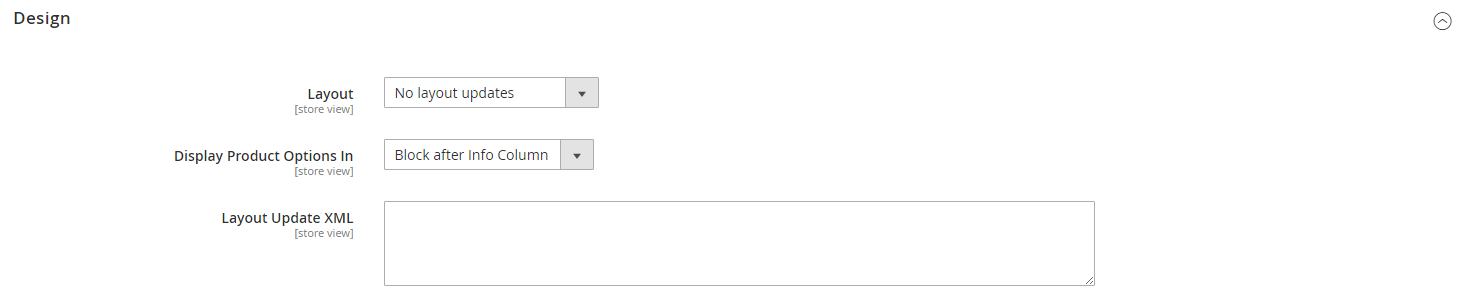 Design
Layout
[store view]
No layout updates
Display Product Options In
[store view]
Block after Info Column
Layout Update XML
[store view]